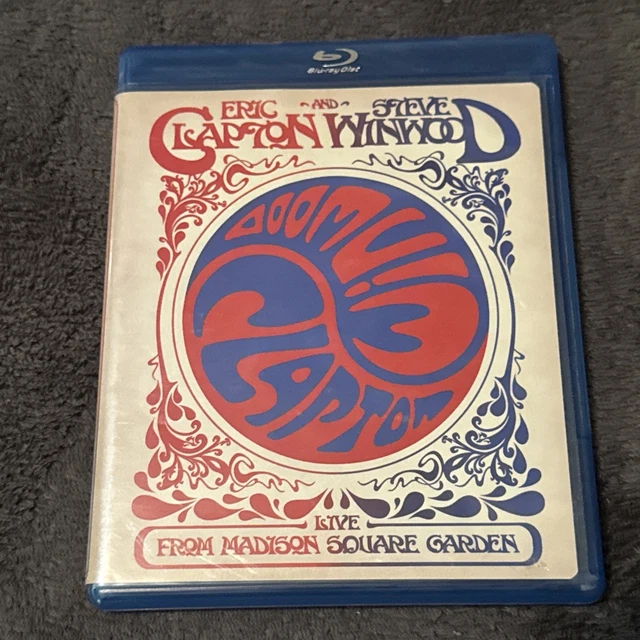 Blu-ray Disc
ERIC AND STEVE
CLAPTON WINWOOD
WINWOOD
CLAPTON
LIVE
FROM MADISON SQUARE GARDEN